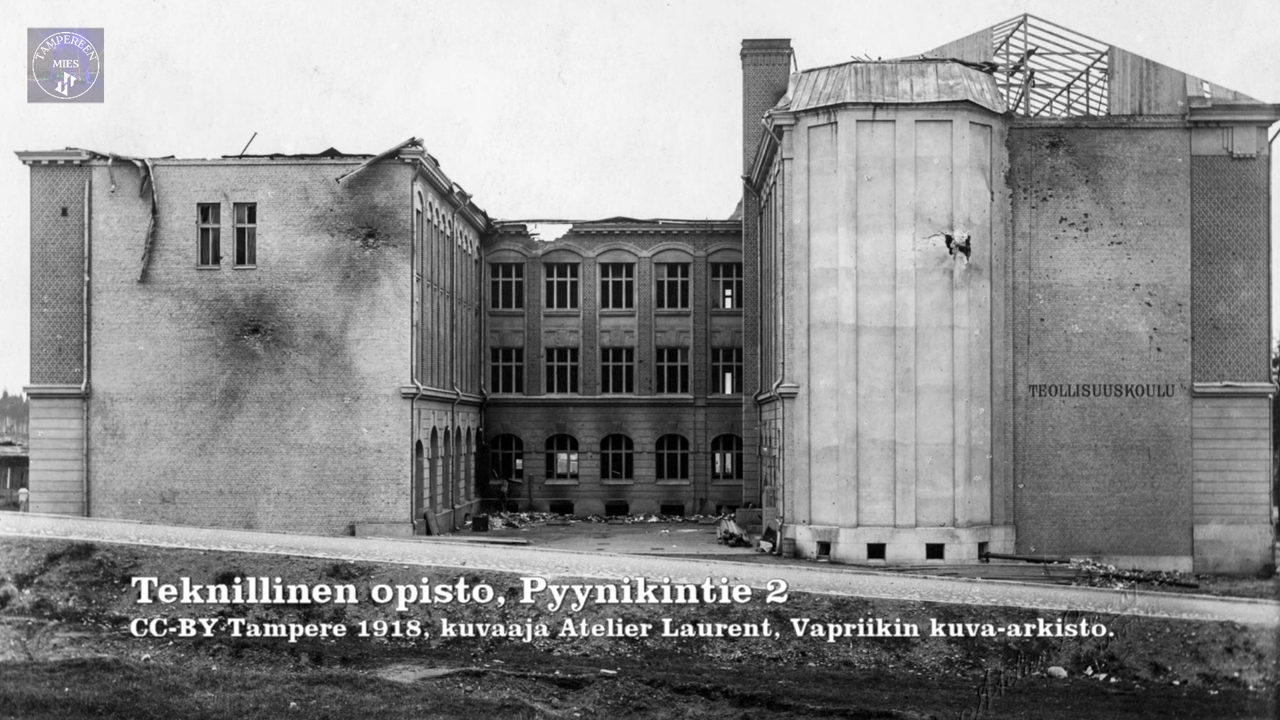 TAMPEREEN
MIES
TEOLLISUUSKOULU
Teknillinen opisto, Pyynikintie 2
CC-BY Tampere 1918, kuvaaja Atelier Laurent, Vapriikin kuva-arkisto.